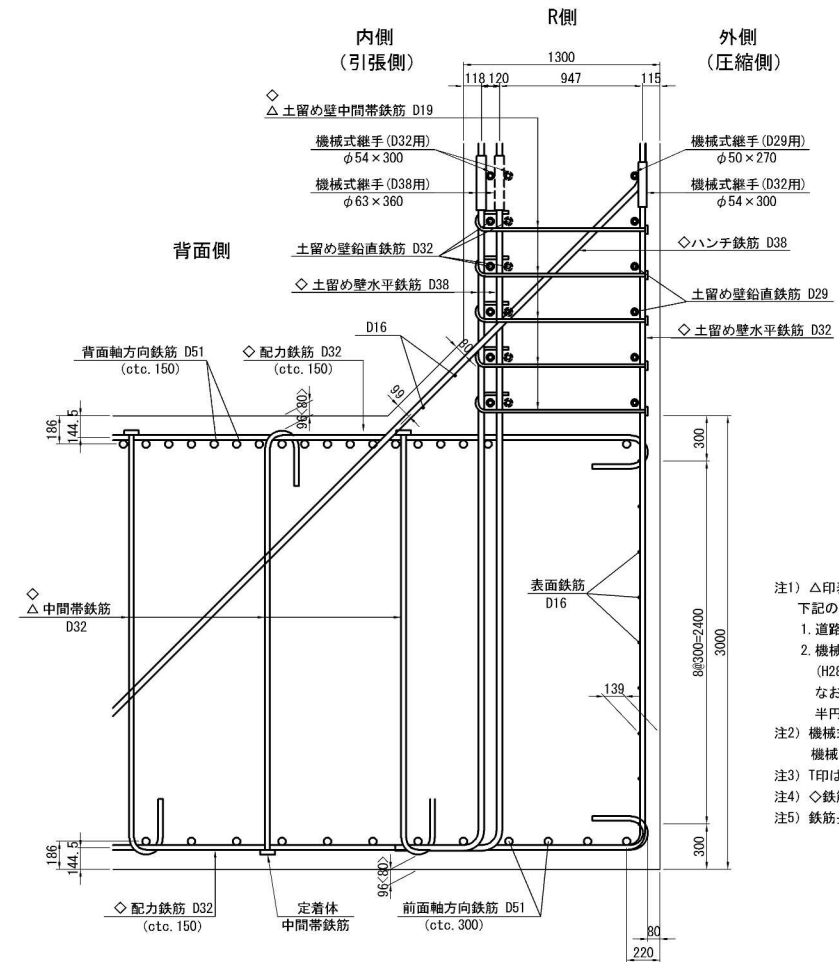 R側
内側
(引張側)
外側
(圧縮側)
1300
118 120 947 115
◇
△ 土留め壁中間帯鉄筋 D19
機械式継手(D32用)
φ54×300
機械式継手(D29用)
φ50×270
機械式継手(D38用)
φ63×360
機械式継手(D32用)
φ54×300
背面側
土留め壁鉛直鉄筋 D32
◇ハンチ鉄筋 D38
◇ 土留め壁水平鉄筋 D38
土留め壁鉛直鉄筋 D29
◇ 土留め壁水平鉄筋 D32
D16
80
背面軸方向鉄筋 D51
(ctc.150)
◇ 配力鉄筋 D32
(ctc.150)
99
96<80>
186
144.5
300
表面鉄筋
D16
◇
△ 中間帯鉄筋
D32
8@300=2400
3000
139
注1) △印
下記の
1. 道路
2. 機械
(H28
なお
半円
注2) 機械
機械
注3) T印は
注4) ◇鉄筋
注5) 鉄筋
186
144.5
96<80>
300
◇ 配力鉄筋 D32
(ctc.150)
定着体
中間帯鉄筋
前面軸方向鉄筋 D51
(ctc.300)
80
220